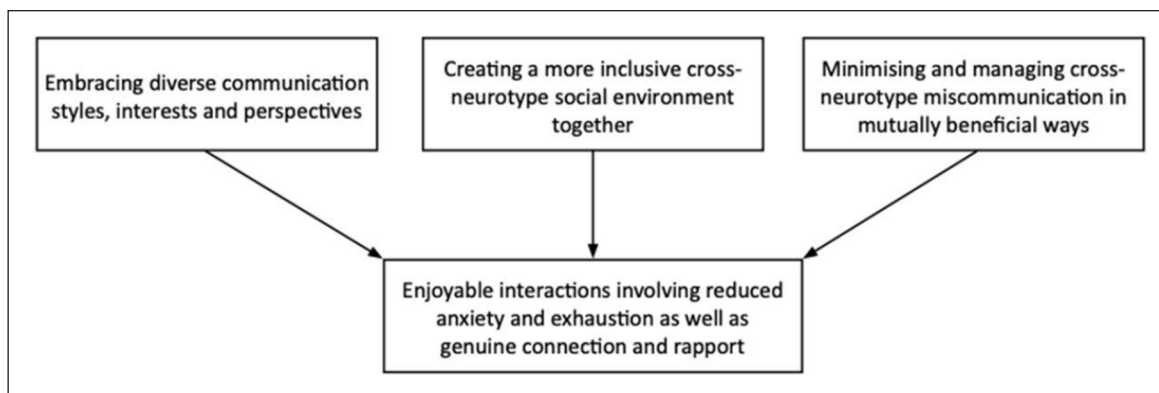 Embracing diverse communication
styles, interests and perspectives
Creating a more inclusive cross-
neurotype social environment
together
Minimising and managing cross-
neurotype miscommunication in
mutually beneficial ways
Enjoyable interactions involving reduced
anxiety and exhaustion as well as
genuine connection and rapport